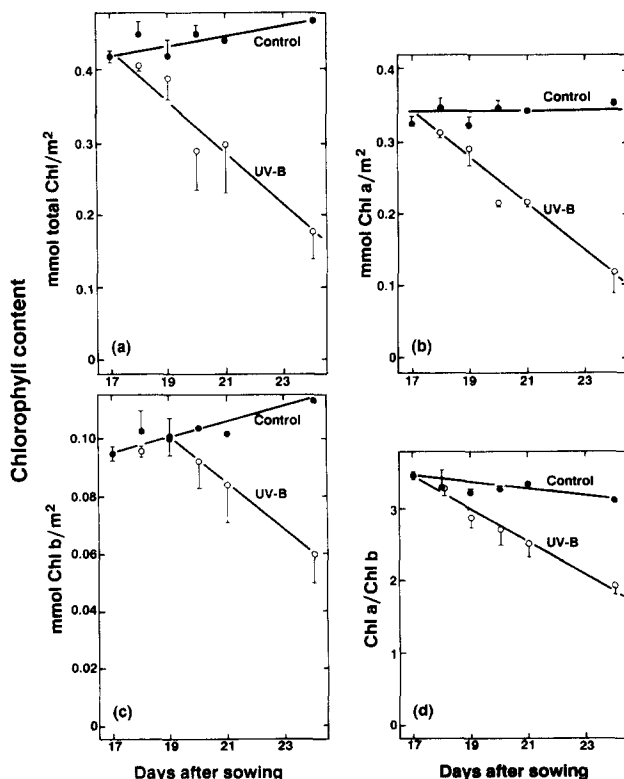 Chlorophyll content
mmol total Chl/m²
0.4
0.3
0.2
0.1
0
Control
UV-B
(a)
17 19 21 23
mmol Chl a/m²
0.4
0.3
0.2
0.1
0
Control
UV-B
(b)
17 19 21 23
mmol Chl b/m²
0.10
0.08
0.06
0.04
0.02
0
Control
UV-B
(c)
17 19 21 23
Days after sowing
Chl a/Chl b
3
2
1
0
Control
UV-B
(d)
17 19 21 23
Days after sowing